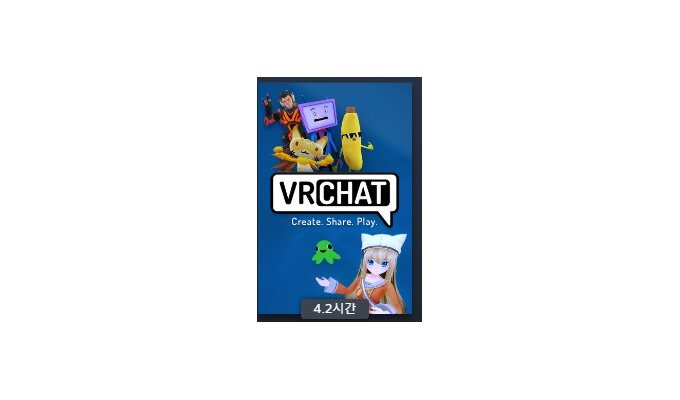 VRCHAT
Create. Share. Play.
4.2시간